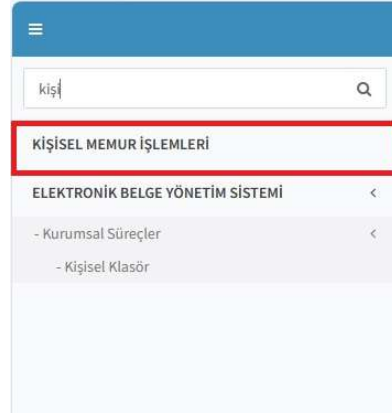 kişi
KİŞİSEL MEMUR İŞLEMLERİ
ELEKTRONİK BELGE YÖNETİM SİSTEMİ
- Kurumsal Süreçler
- Kişisel Klasör